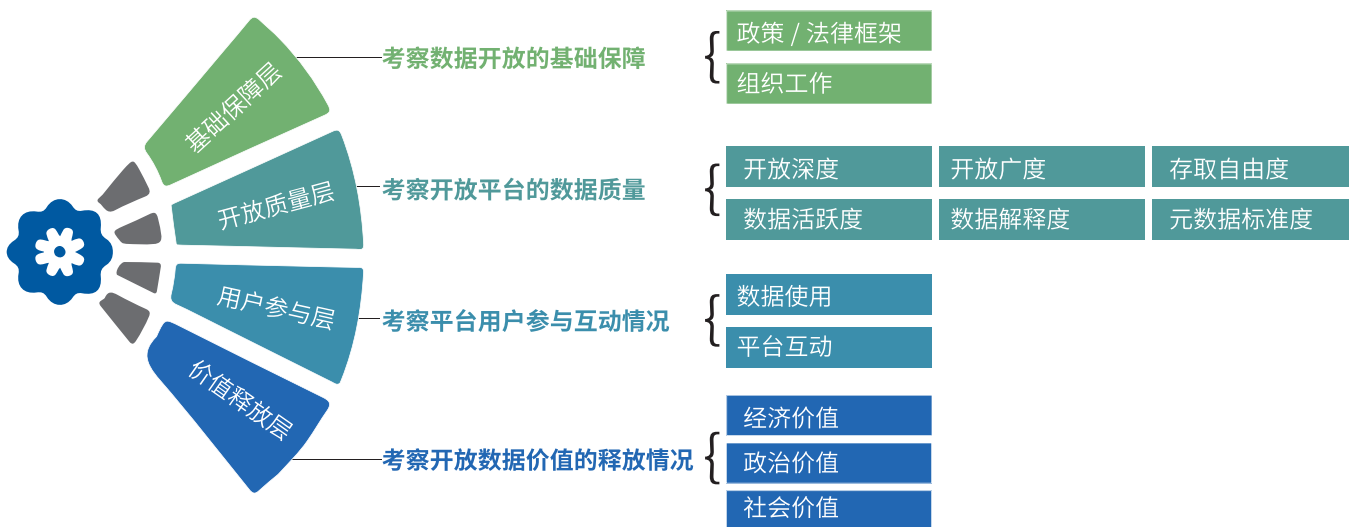 基础保障层
考察数据开放的基础保障
政策 / 法律框架
组织工作
开放质量层
考察开放平台的数据质量
开放深度
开放广度
存取自由度
数据活跃度
数据解释度
元数据标准度
用户参与层
考察平台用户参与互动情况
数据使用
平台互动
价值释放层
考察开放数据价值的释放情况
经济价值
政治价值
社会价值